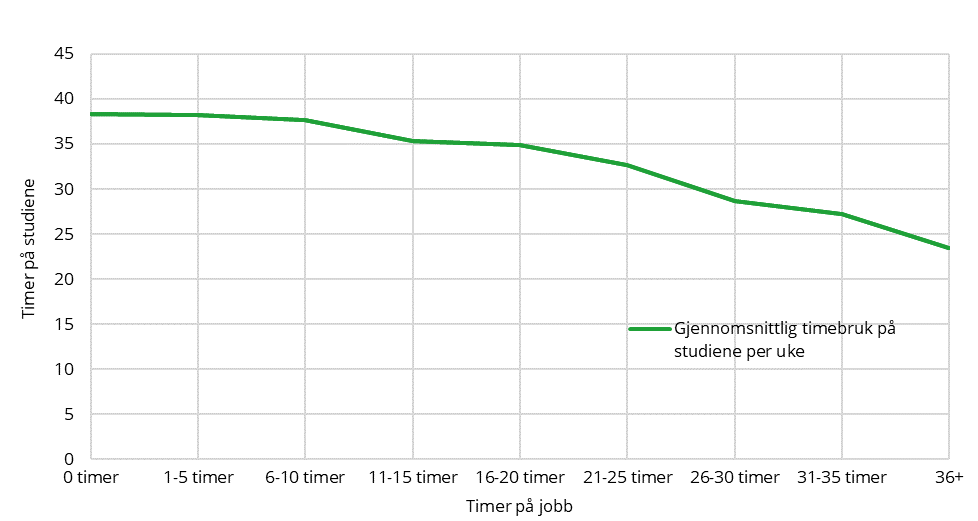 45
40
35
30
25
20
15
10
5
0
Timer på studiene
Gjennomsnittlig timebruk på
studiene per uke
0 timer 1-5 timer 6-10 timer 11-15 timer 16-20 timer 21-25 timer 26-30 timer 31-35 timer 36+
Timer på jobb